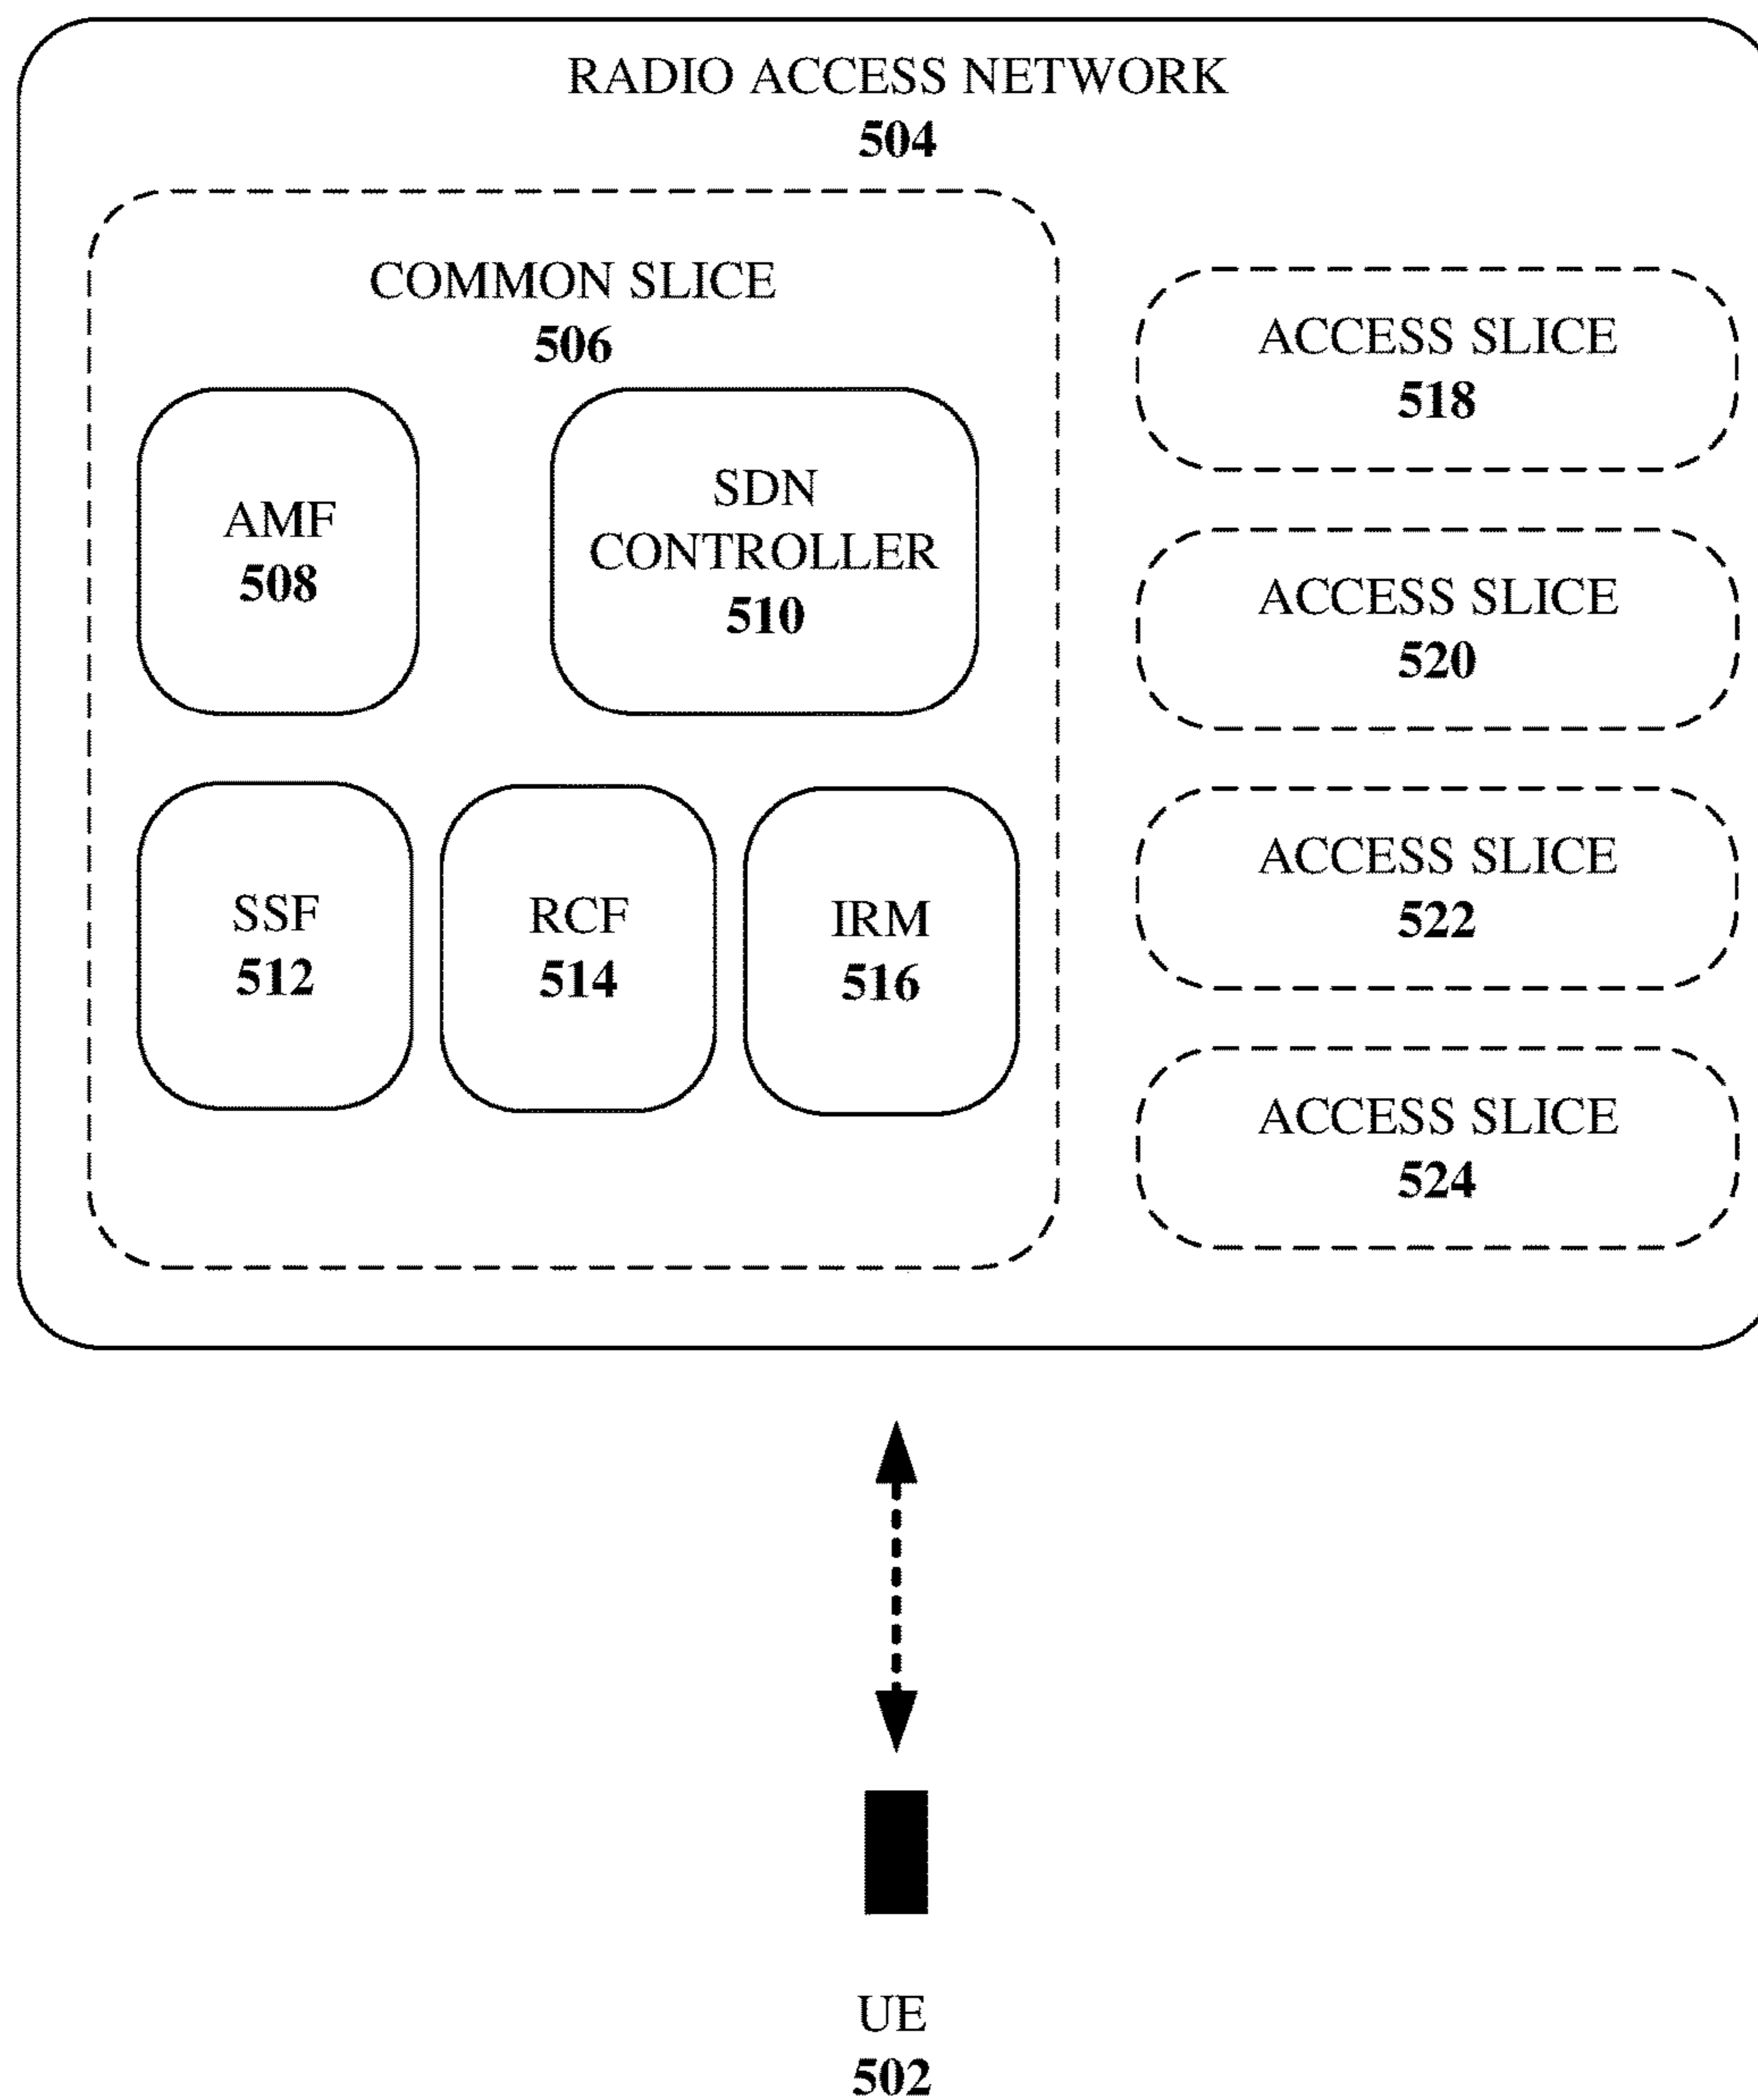 RADIO ACCESS NETWORK
504
COMMON SLICE
506
AMF
508
SDN
CONTROLLER
510
SSF
512
RCF
514
IRM
516
ACCESS SLICE
518
ACCESS SLICE
520
ACCESS SLICE
522
ACCESS SLICE
524
UE
502